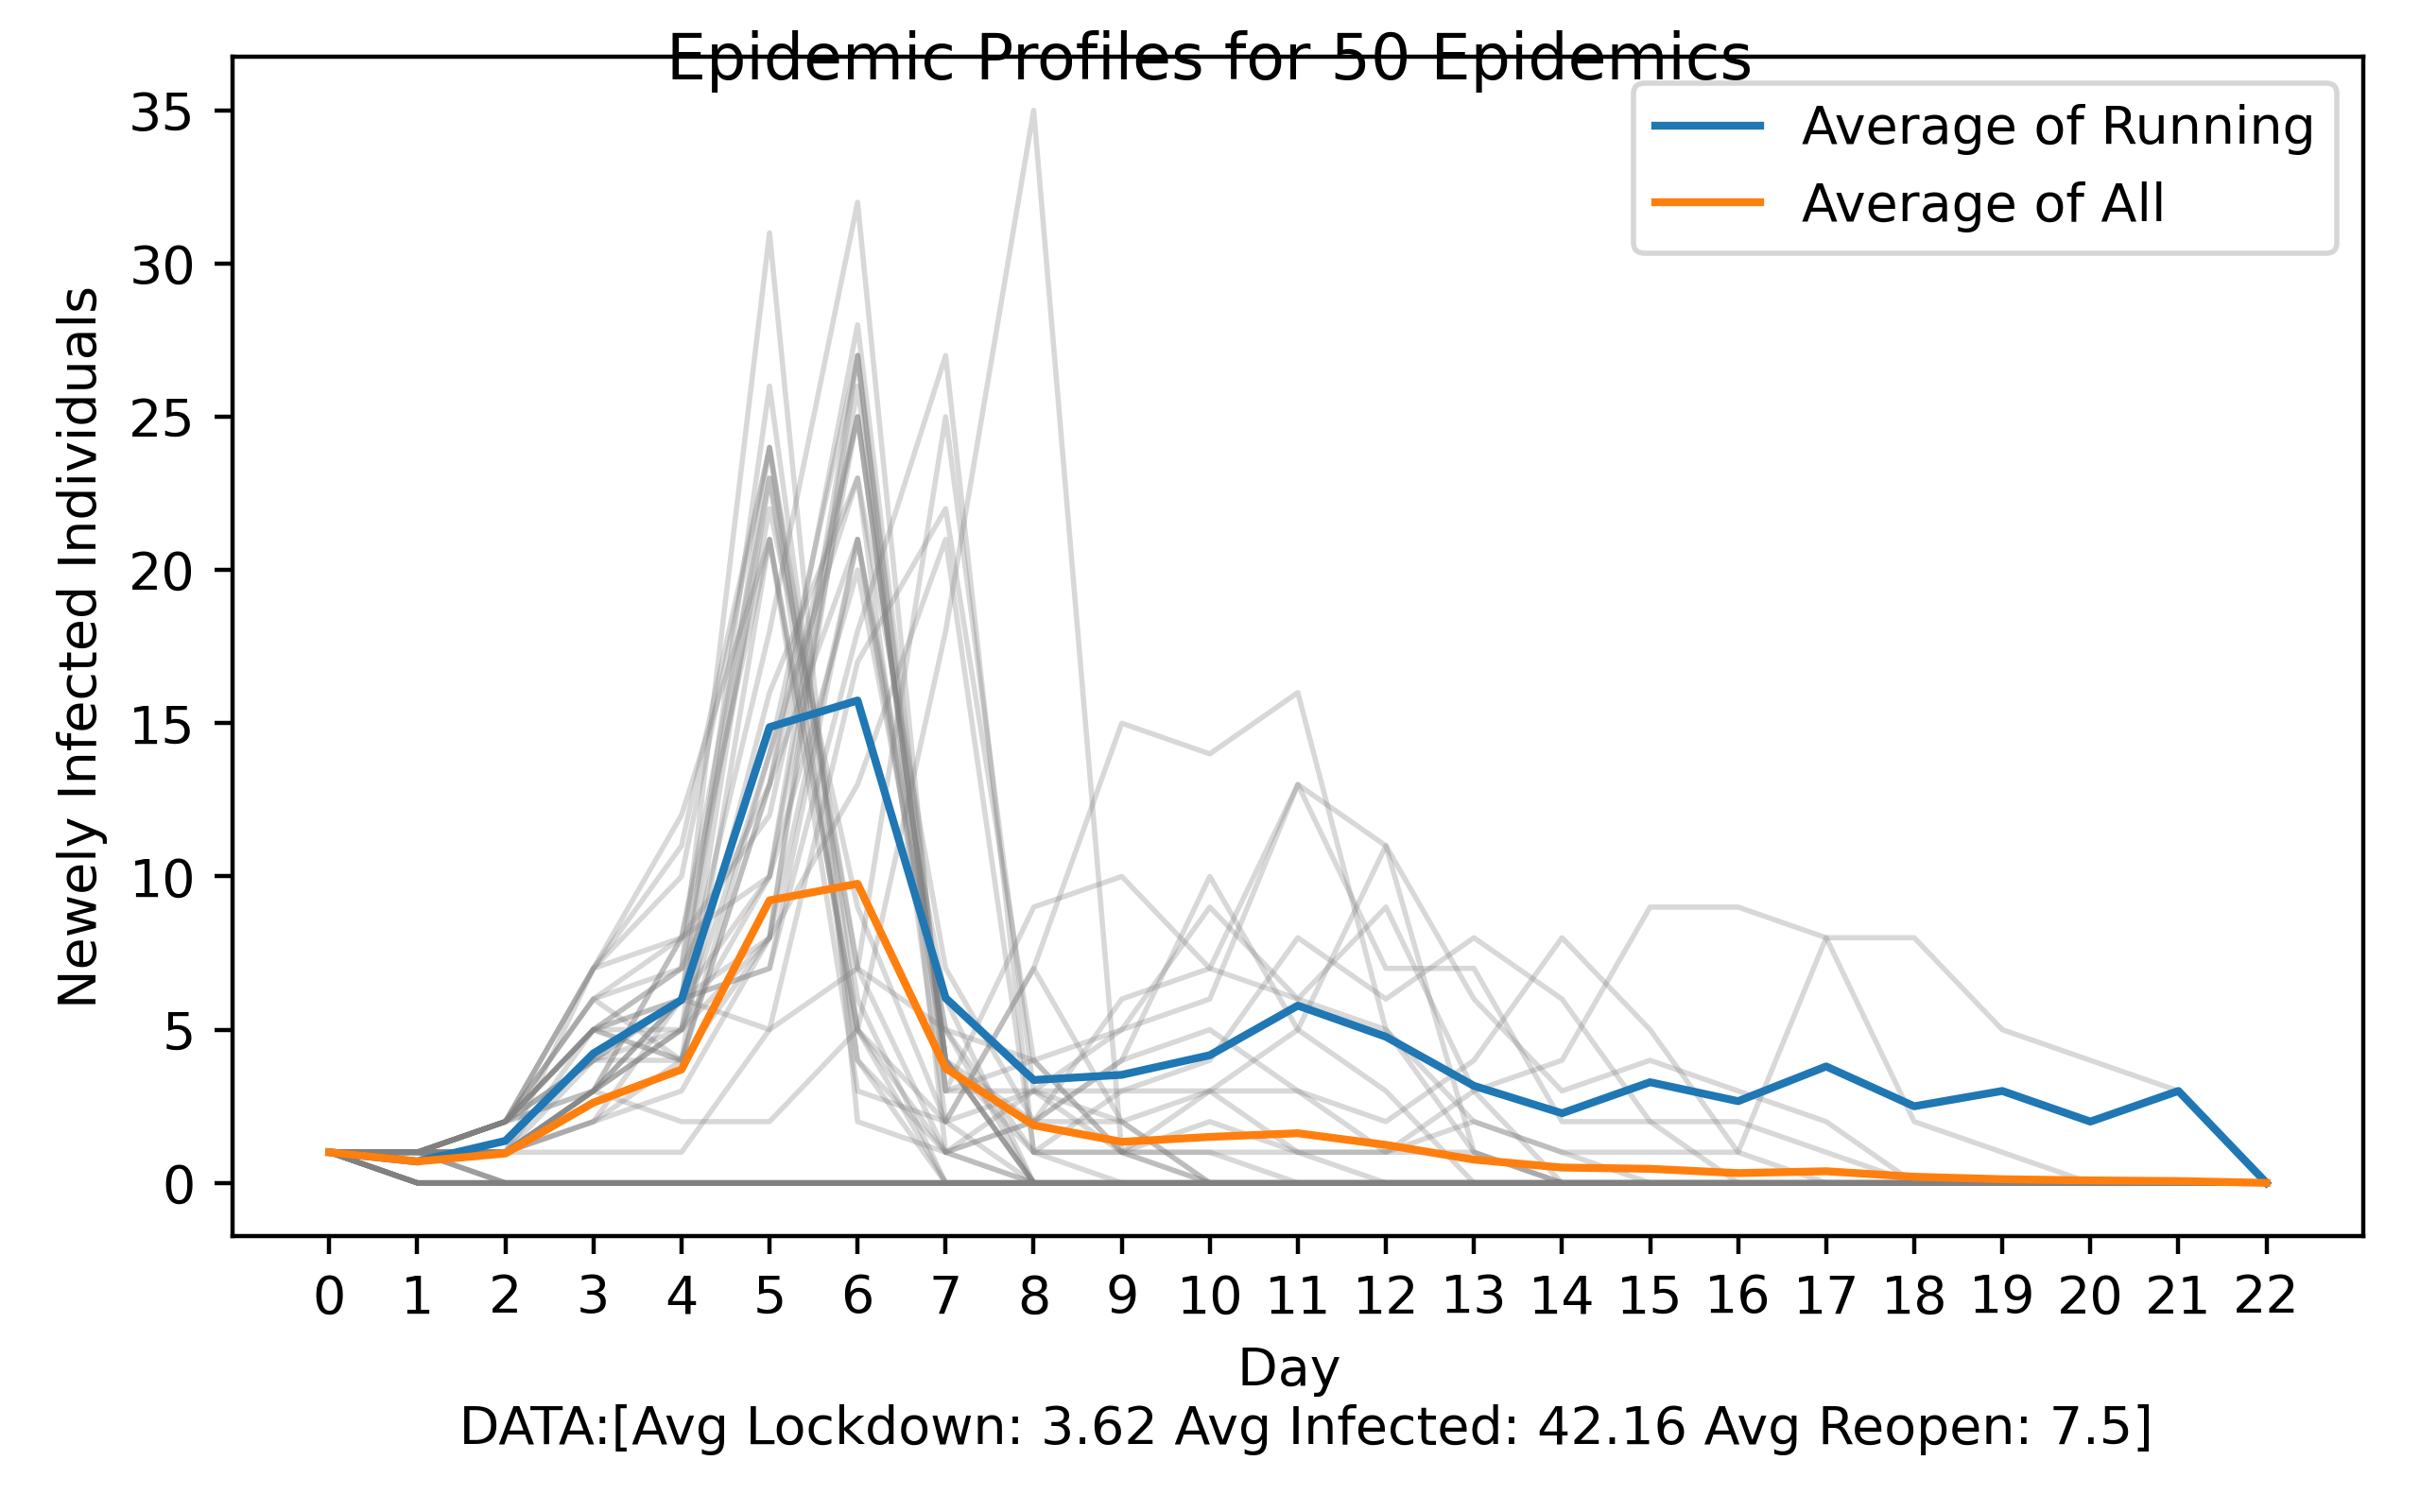 Epidemic Profiles for 50 Epidemics
Average of Running
Average of All
Newely Infected Individuals
35
30
25
20
15
10
5
0
0 1 2 3 4 5 6 7 8 9 10 11 12 13 14 15 16 17 18 19 20 21 22
Day
DATA:[Avg Lockdown: 3.62 Avg Infected: 42.16 Avg Reopen: 7.5]